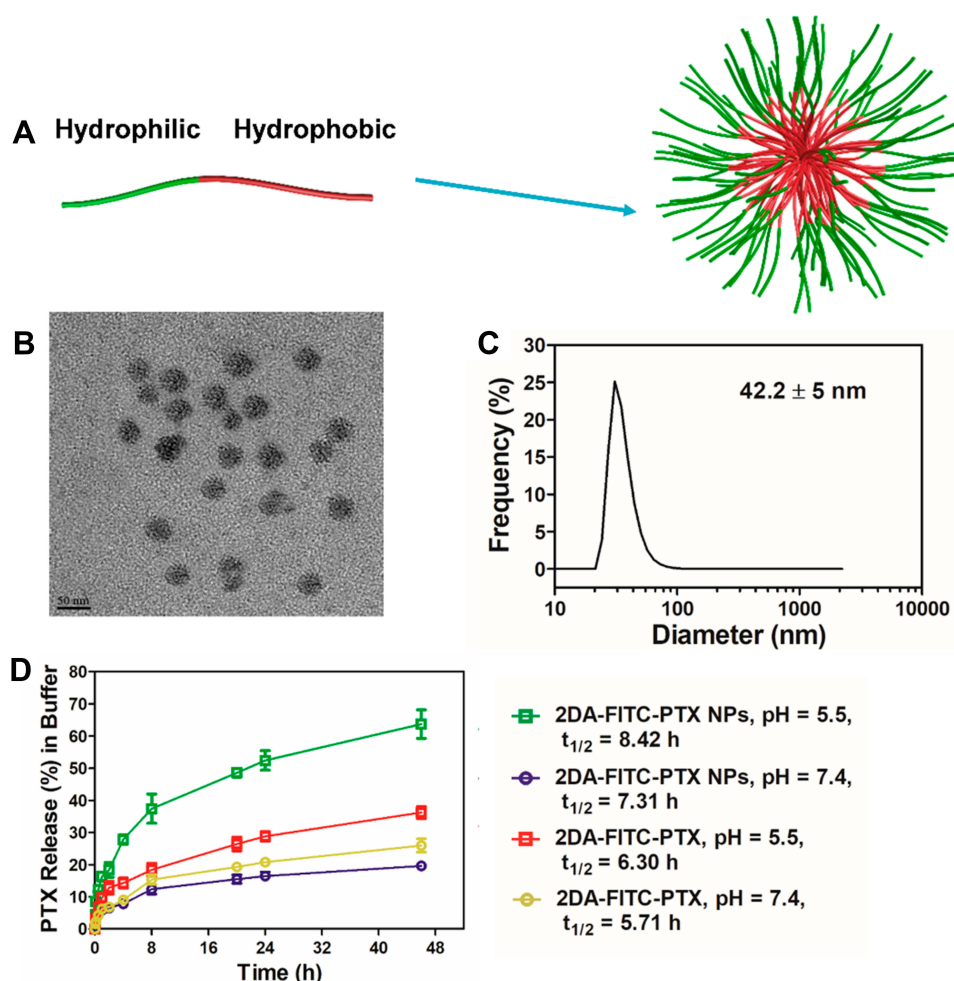 A
Hydrophilic Hydrophobic
B
50 nm
C
Frequency (%)
30
25
20
15
10
5
0
42.2 ± 5 nm
10 100 1000 10000
Diameter (nm)
D
PTX Release (%) in Buffer
80
70
60
50
40
30
20
10
0
0 8 16 24 32 40 48
Time (h)
2DA-FITC-PTX NPs, pH = 5.5,
t1/2 = 8.42 h
2DA-FITC-PTX NPs, pH = 7.4,
t1/2 = 7.31 h
2DA-FITC-PTX, pH = 5.5,
t1/2 = 6.30 h
2DA-FITC-PTX, pH = 7.4,
t1/2 = 5.71 h